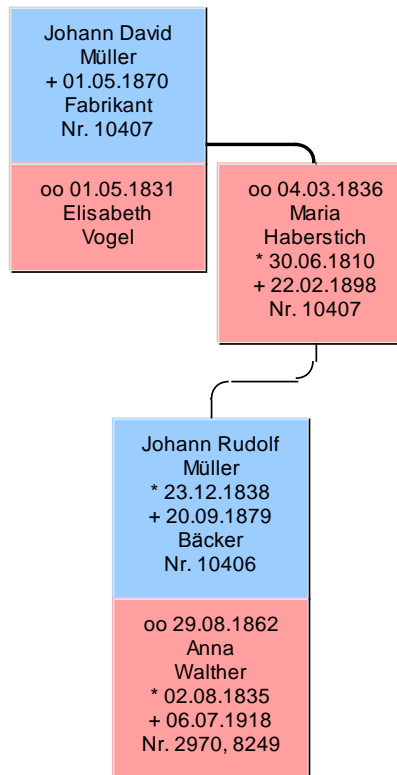 Johann David
Müller
+ 01.05.1870
Fabrikant
Nr. 10407
oo 01.05.1831
Elisabeth
Vogel
oo 04.03.1836
Maria
Haberstich
* 30.06.1810
+ 22.02.1898
Nr. 10407
Johann Rudolf
Müller
* 23.12.1838
+ 20.09.1879
Bäcker
Nr. 10406
oo 29.08.1862
Anna
Walther
* 02.08.1835
+ 06.07.1918
Nr. 2970, 8249